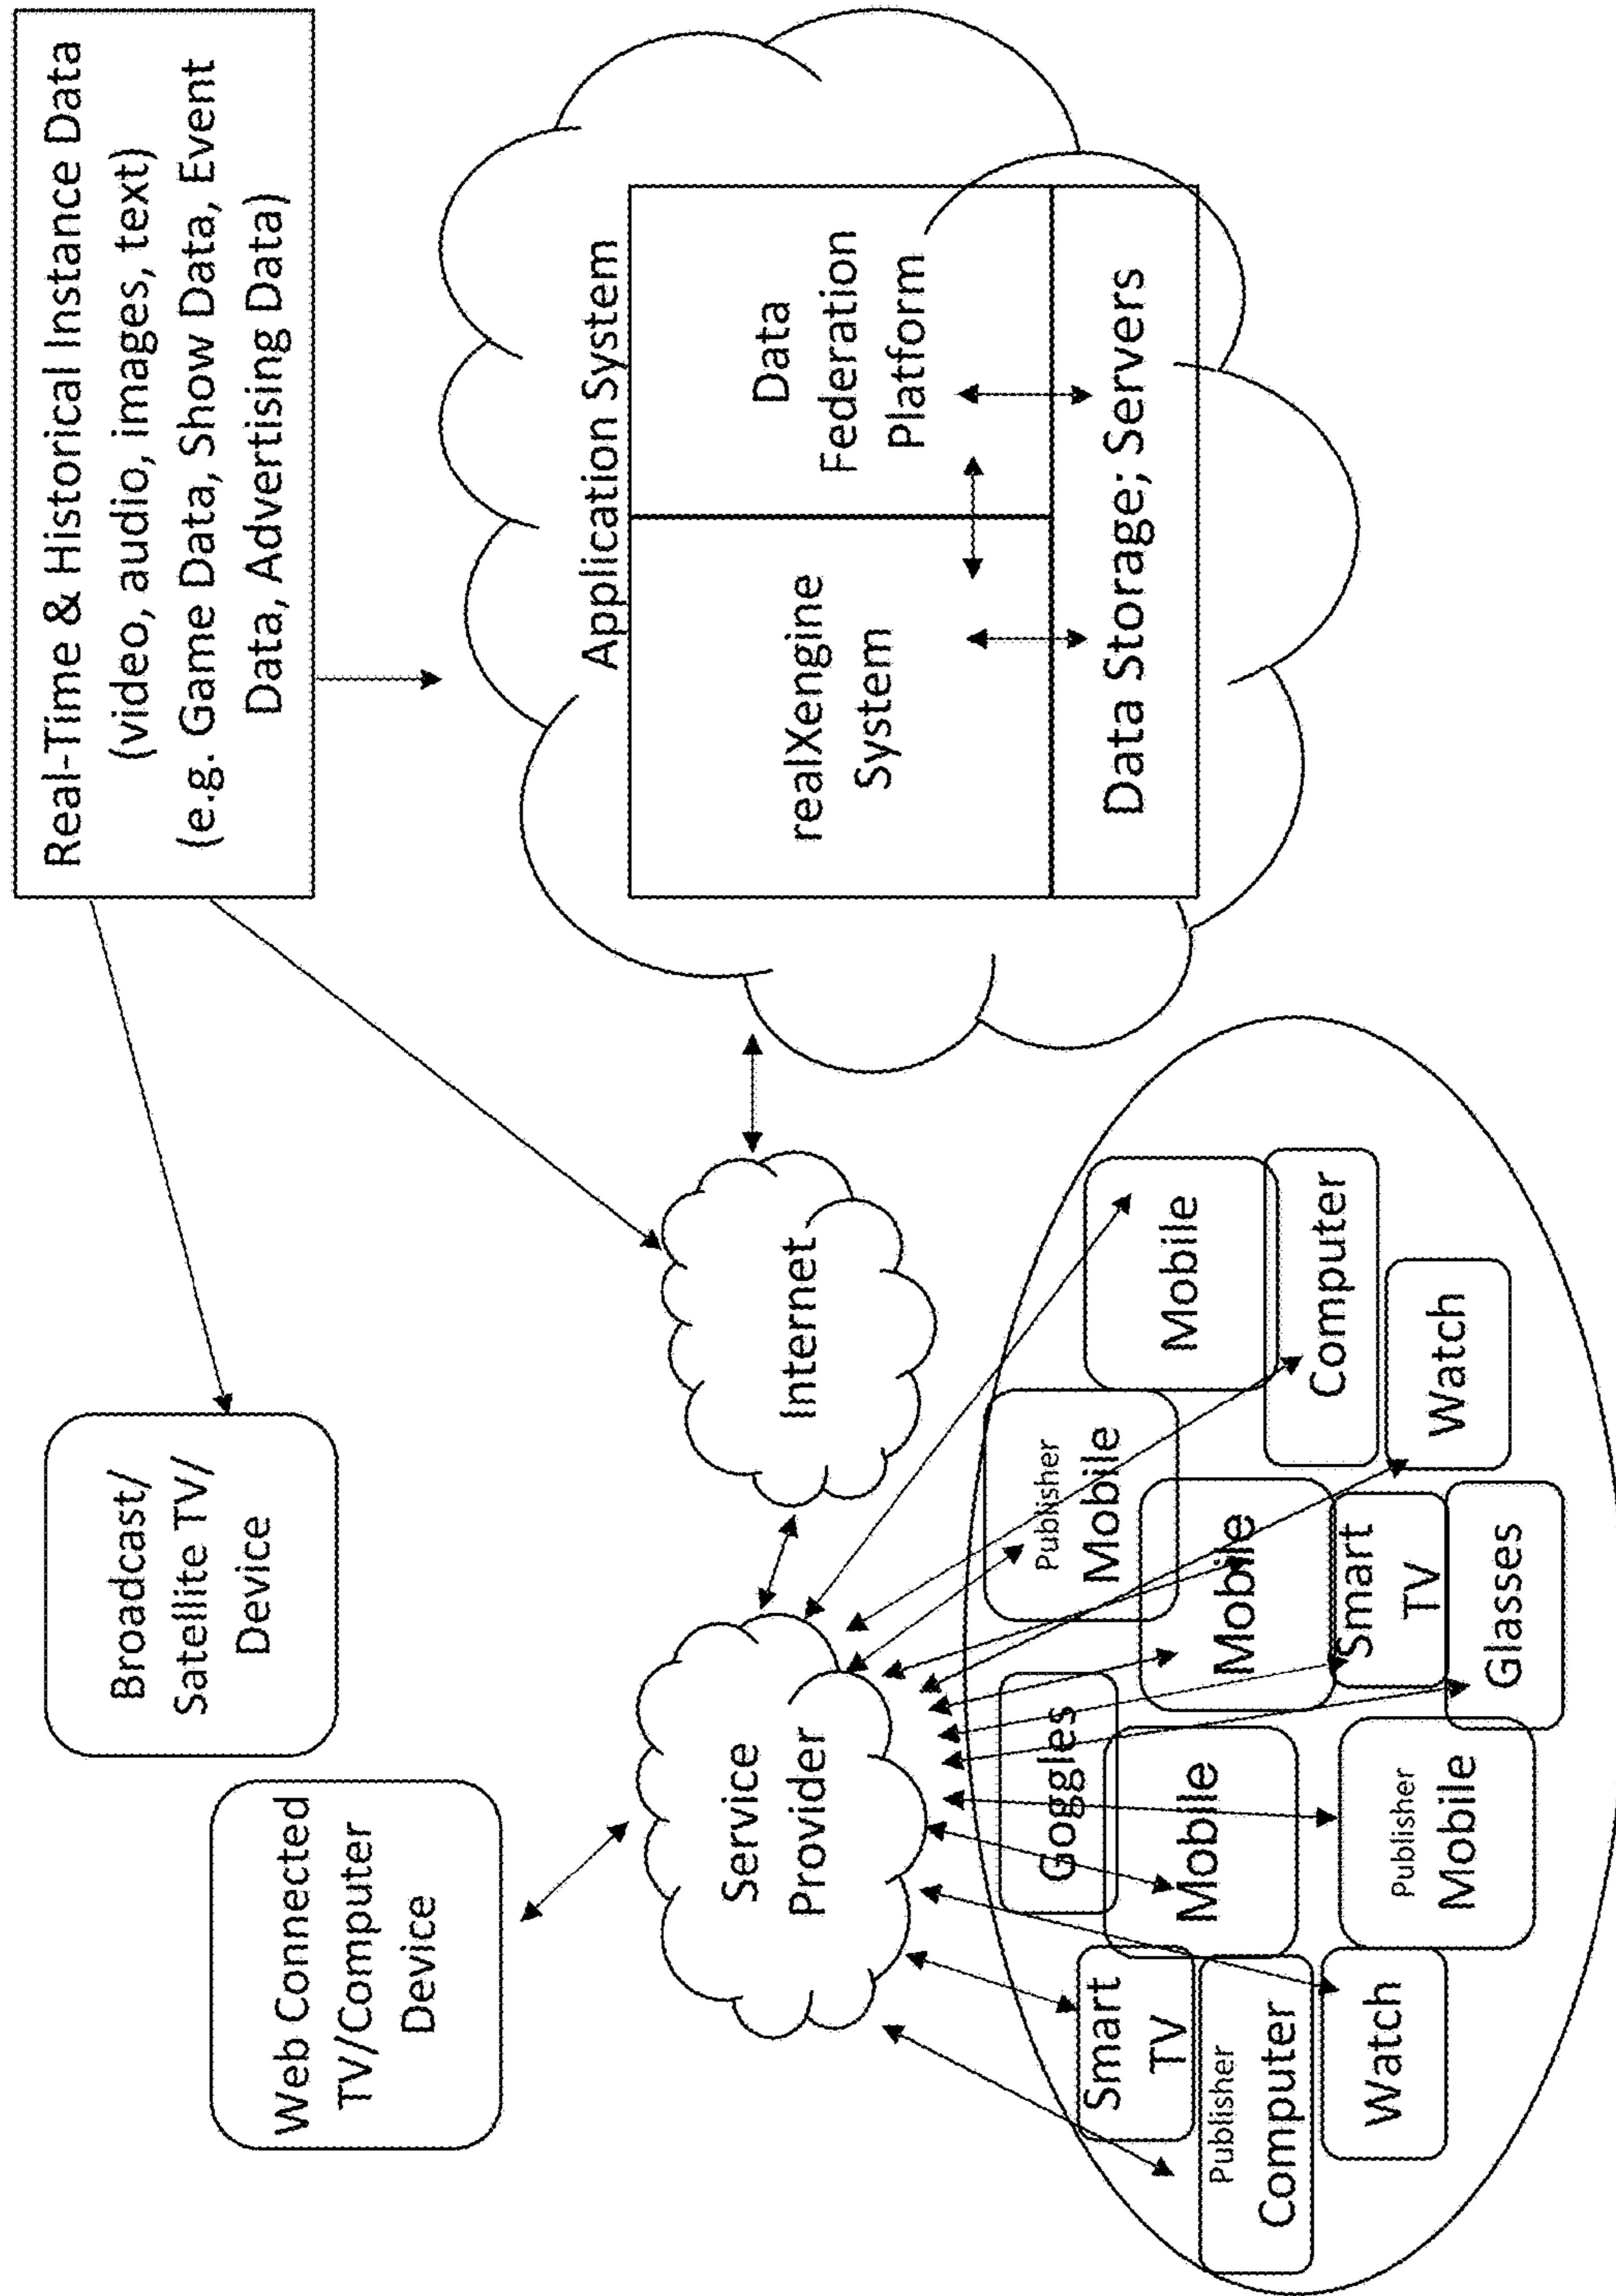 Real-Time & Historical Instance Data
(video, audio, images, text)
(e.g. Game Data, Show Data, Event
Data, Advertising Data)
Broadcast/
Satellite TV/
Device
Web Connected
TV/Computer
Device
Application System
realXengine
System
Data
Federation
Platform
Data Storage; Servers
Internet
Service
Provider
Goggles
Publisher
Mobile
Mobile
Smart
TV
Mobile
Mobile
Publisher
Computer
Computer
Smart
TV
Watch
Watch
Publisher
Mobile
Glasses